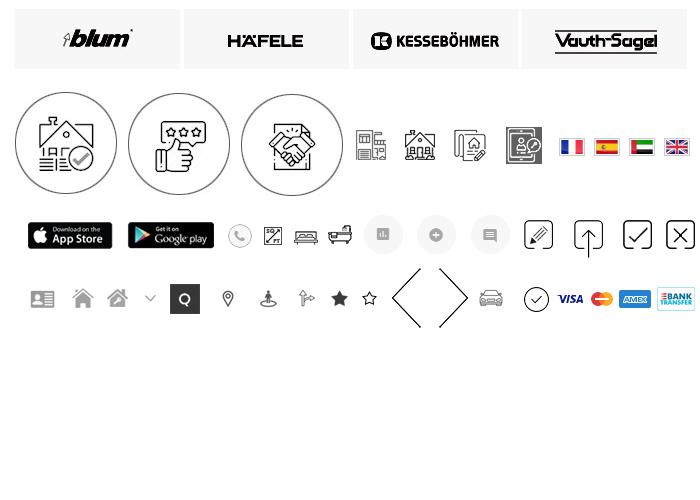 blum
HÄFELE
KESSEBÖHMER
Vauth-Sagel
Download on the
App Store
Get it on
Google play
SQ
FT
VISA
AMEX
BANK
TRANSFER